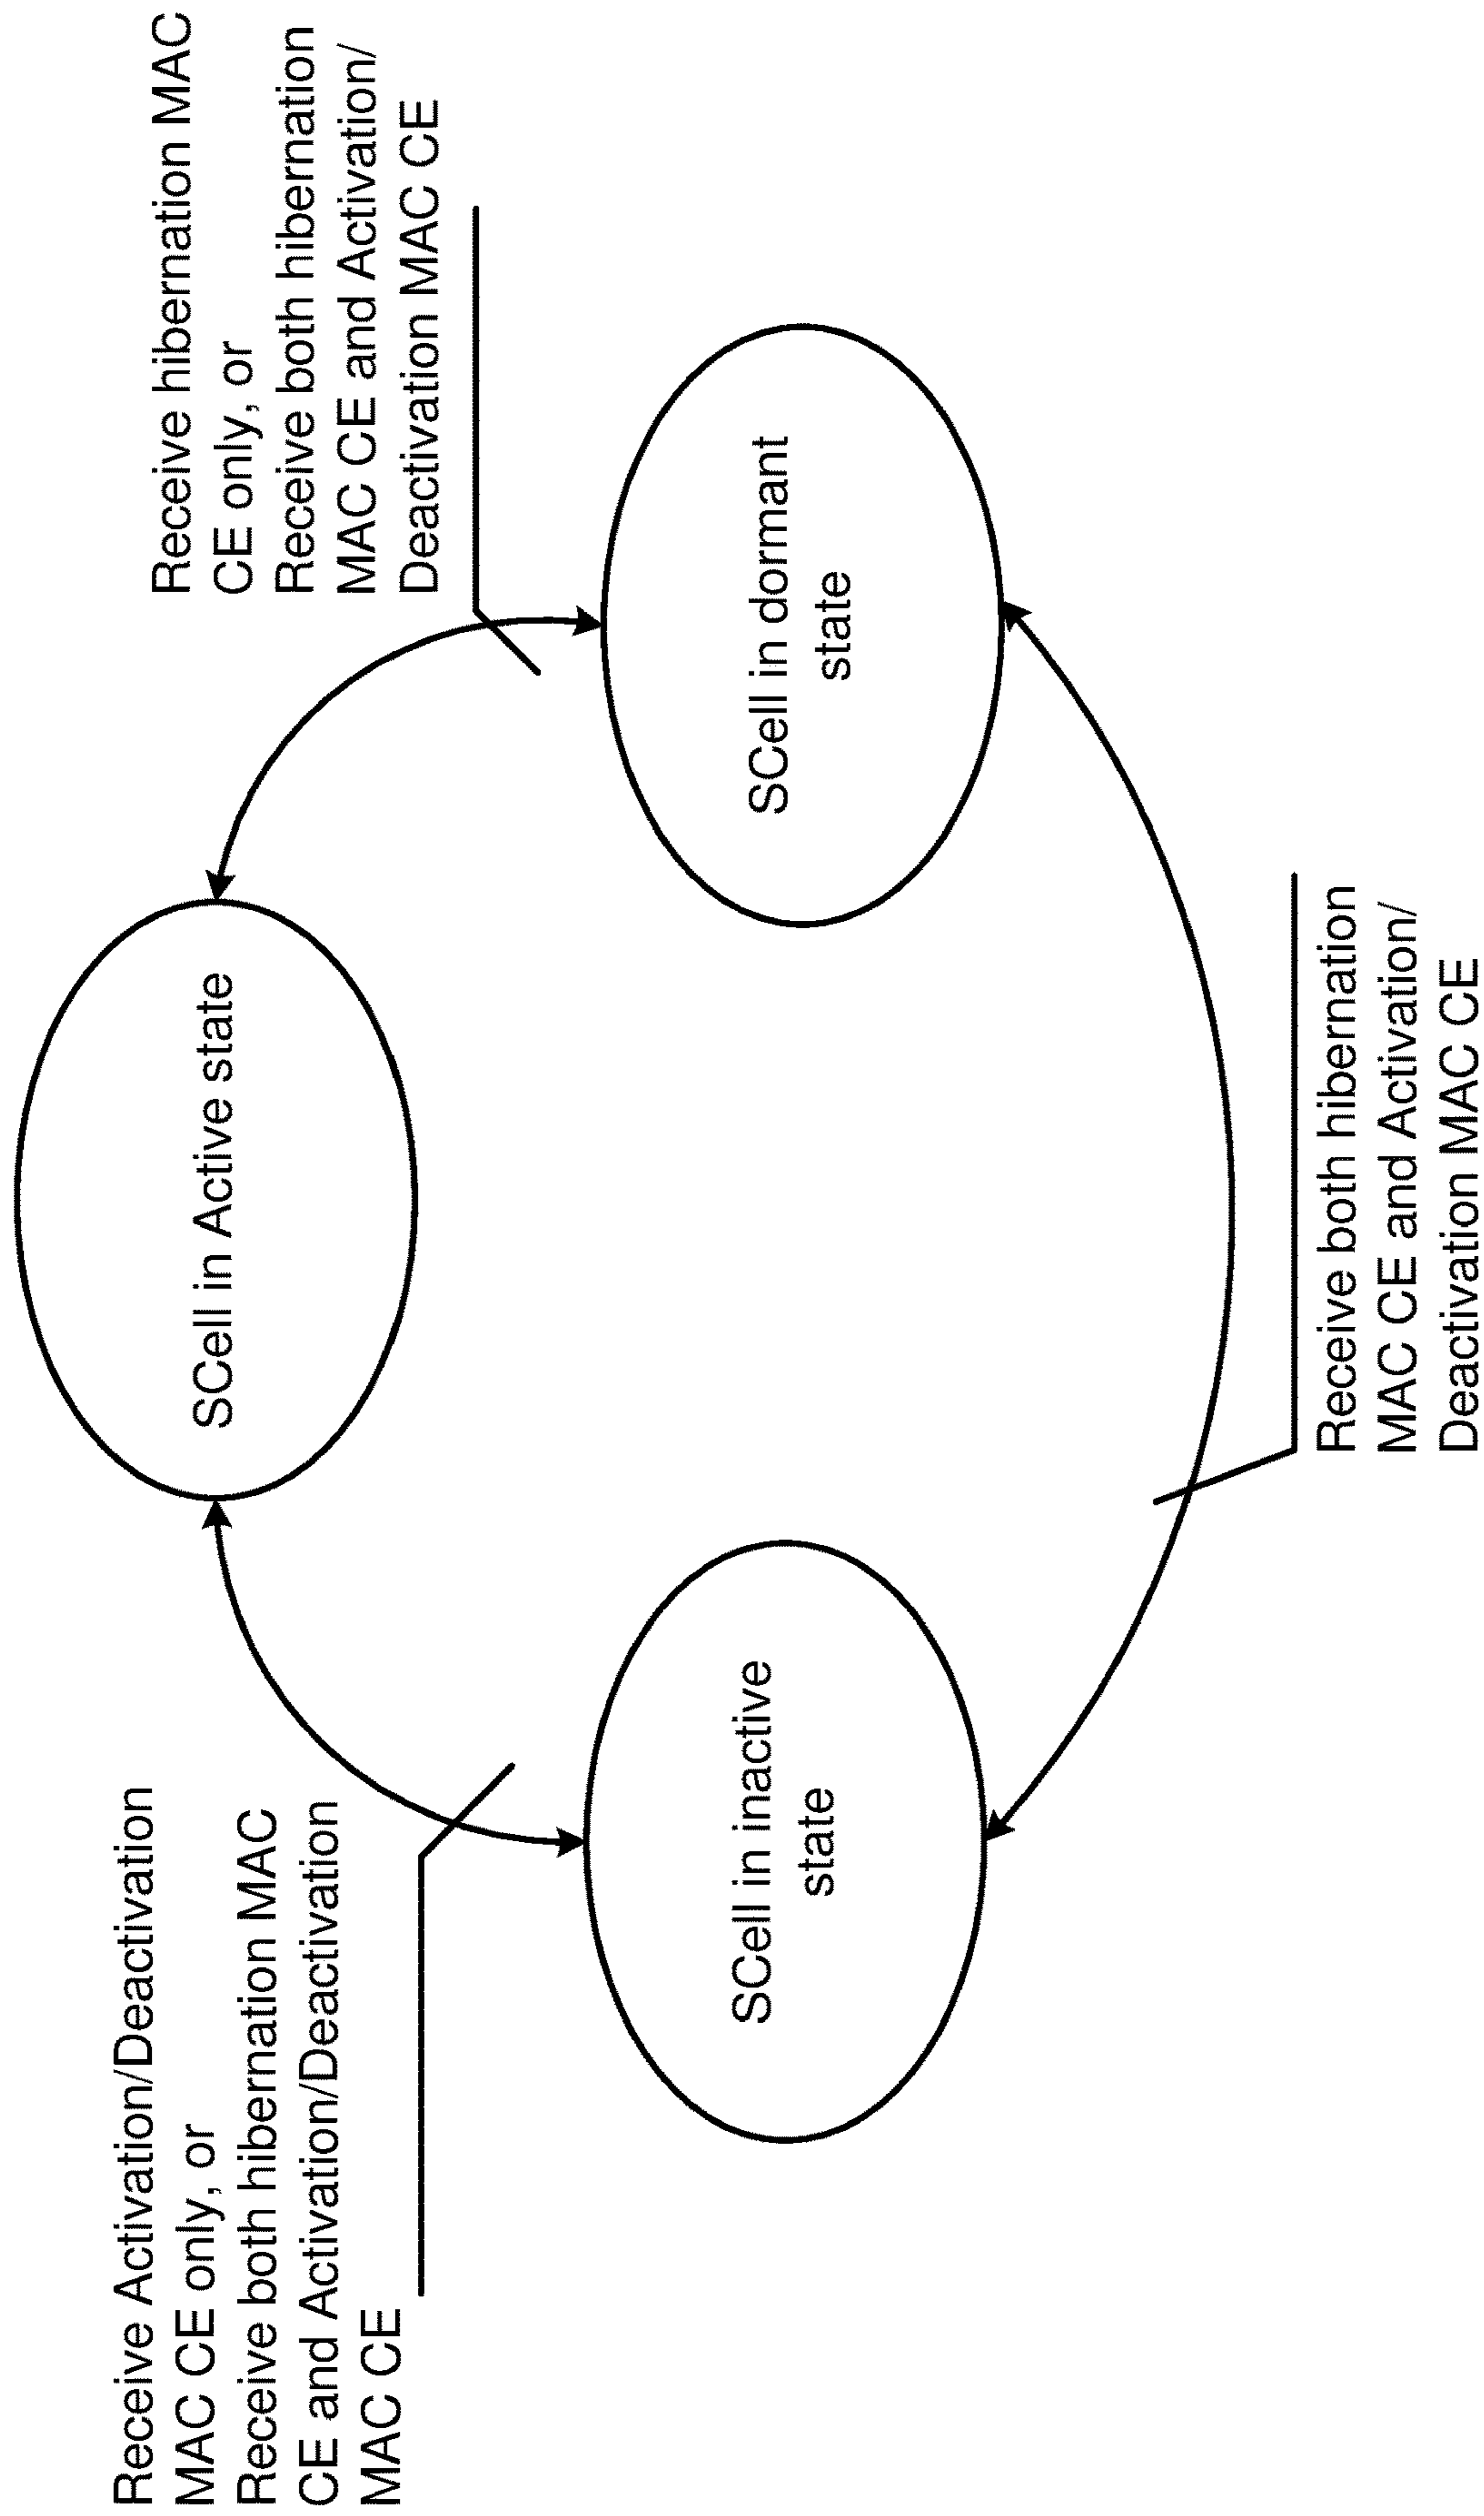 Receive Activation/Deactivation
MAC CE only, or
Receive both hibernation MAC
CE and Activation/Deactivation
MAC CE
SCell in Active state
Receive hibernation MAC
CE only, or
Receive both hibernation
MAC CE and Activation/
Deactivation MAC CE
SCell in inactive
state
SCell in dormant
state
Receive both hibernation
MAC CE and Activation/
Deactivation MAC CE